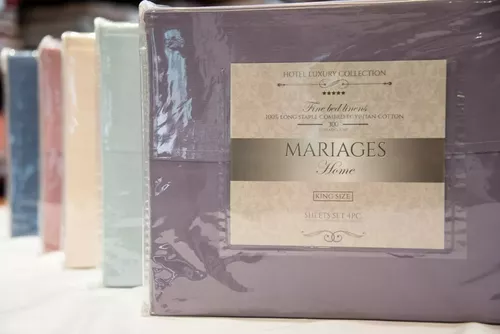 HOTEL LUXURY COLLECTION
Fine bed linens
100% LONG STAPLE COMBED EGYPTIAN COTTON
MARIAGES
Home
KING SIZE
SHEETS SET 4PC